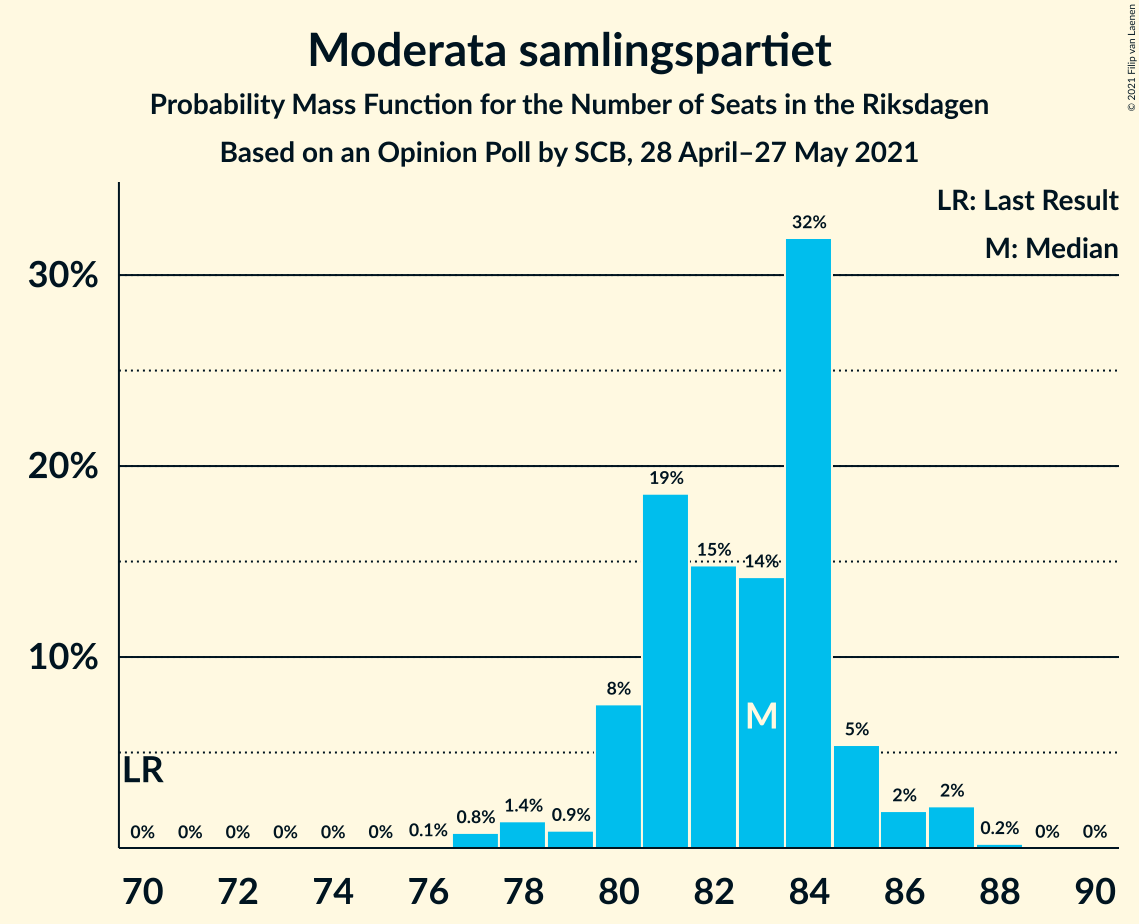 Moderata samlingspartiet
Probability Mass Function for the Number of Seats in the Riksdagen
Based on an Opinion Poll by SCB, 28 April–27 May 2021
© 2021 Filip van Laenen
LR: Last Result
M: Median
30%
20%
10%
32%
19%
15%
14%
8%
5%
2%
2%
0.8%
1.4%
0.9%
0.1%
0.2%
0%
0%
0%
0%
0%
0%
0%
0%
LR
M
70 72 74 76 78 80 82 84 86 88 90